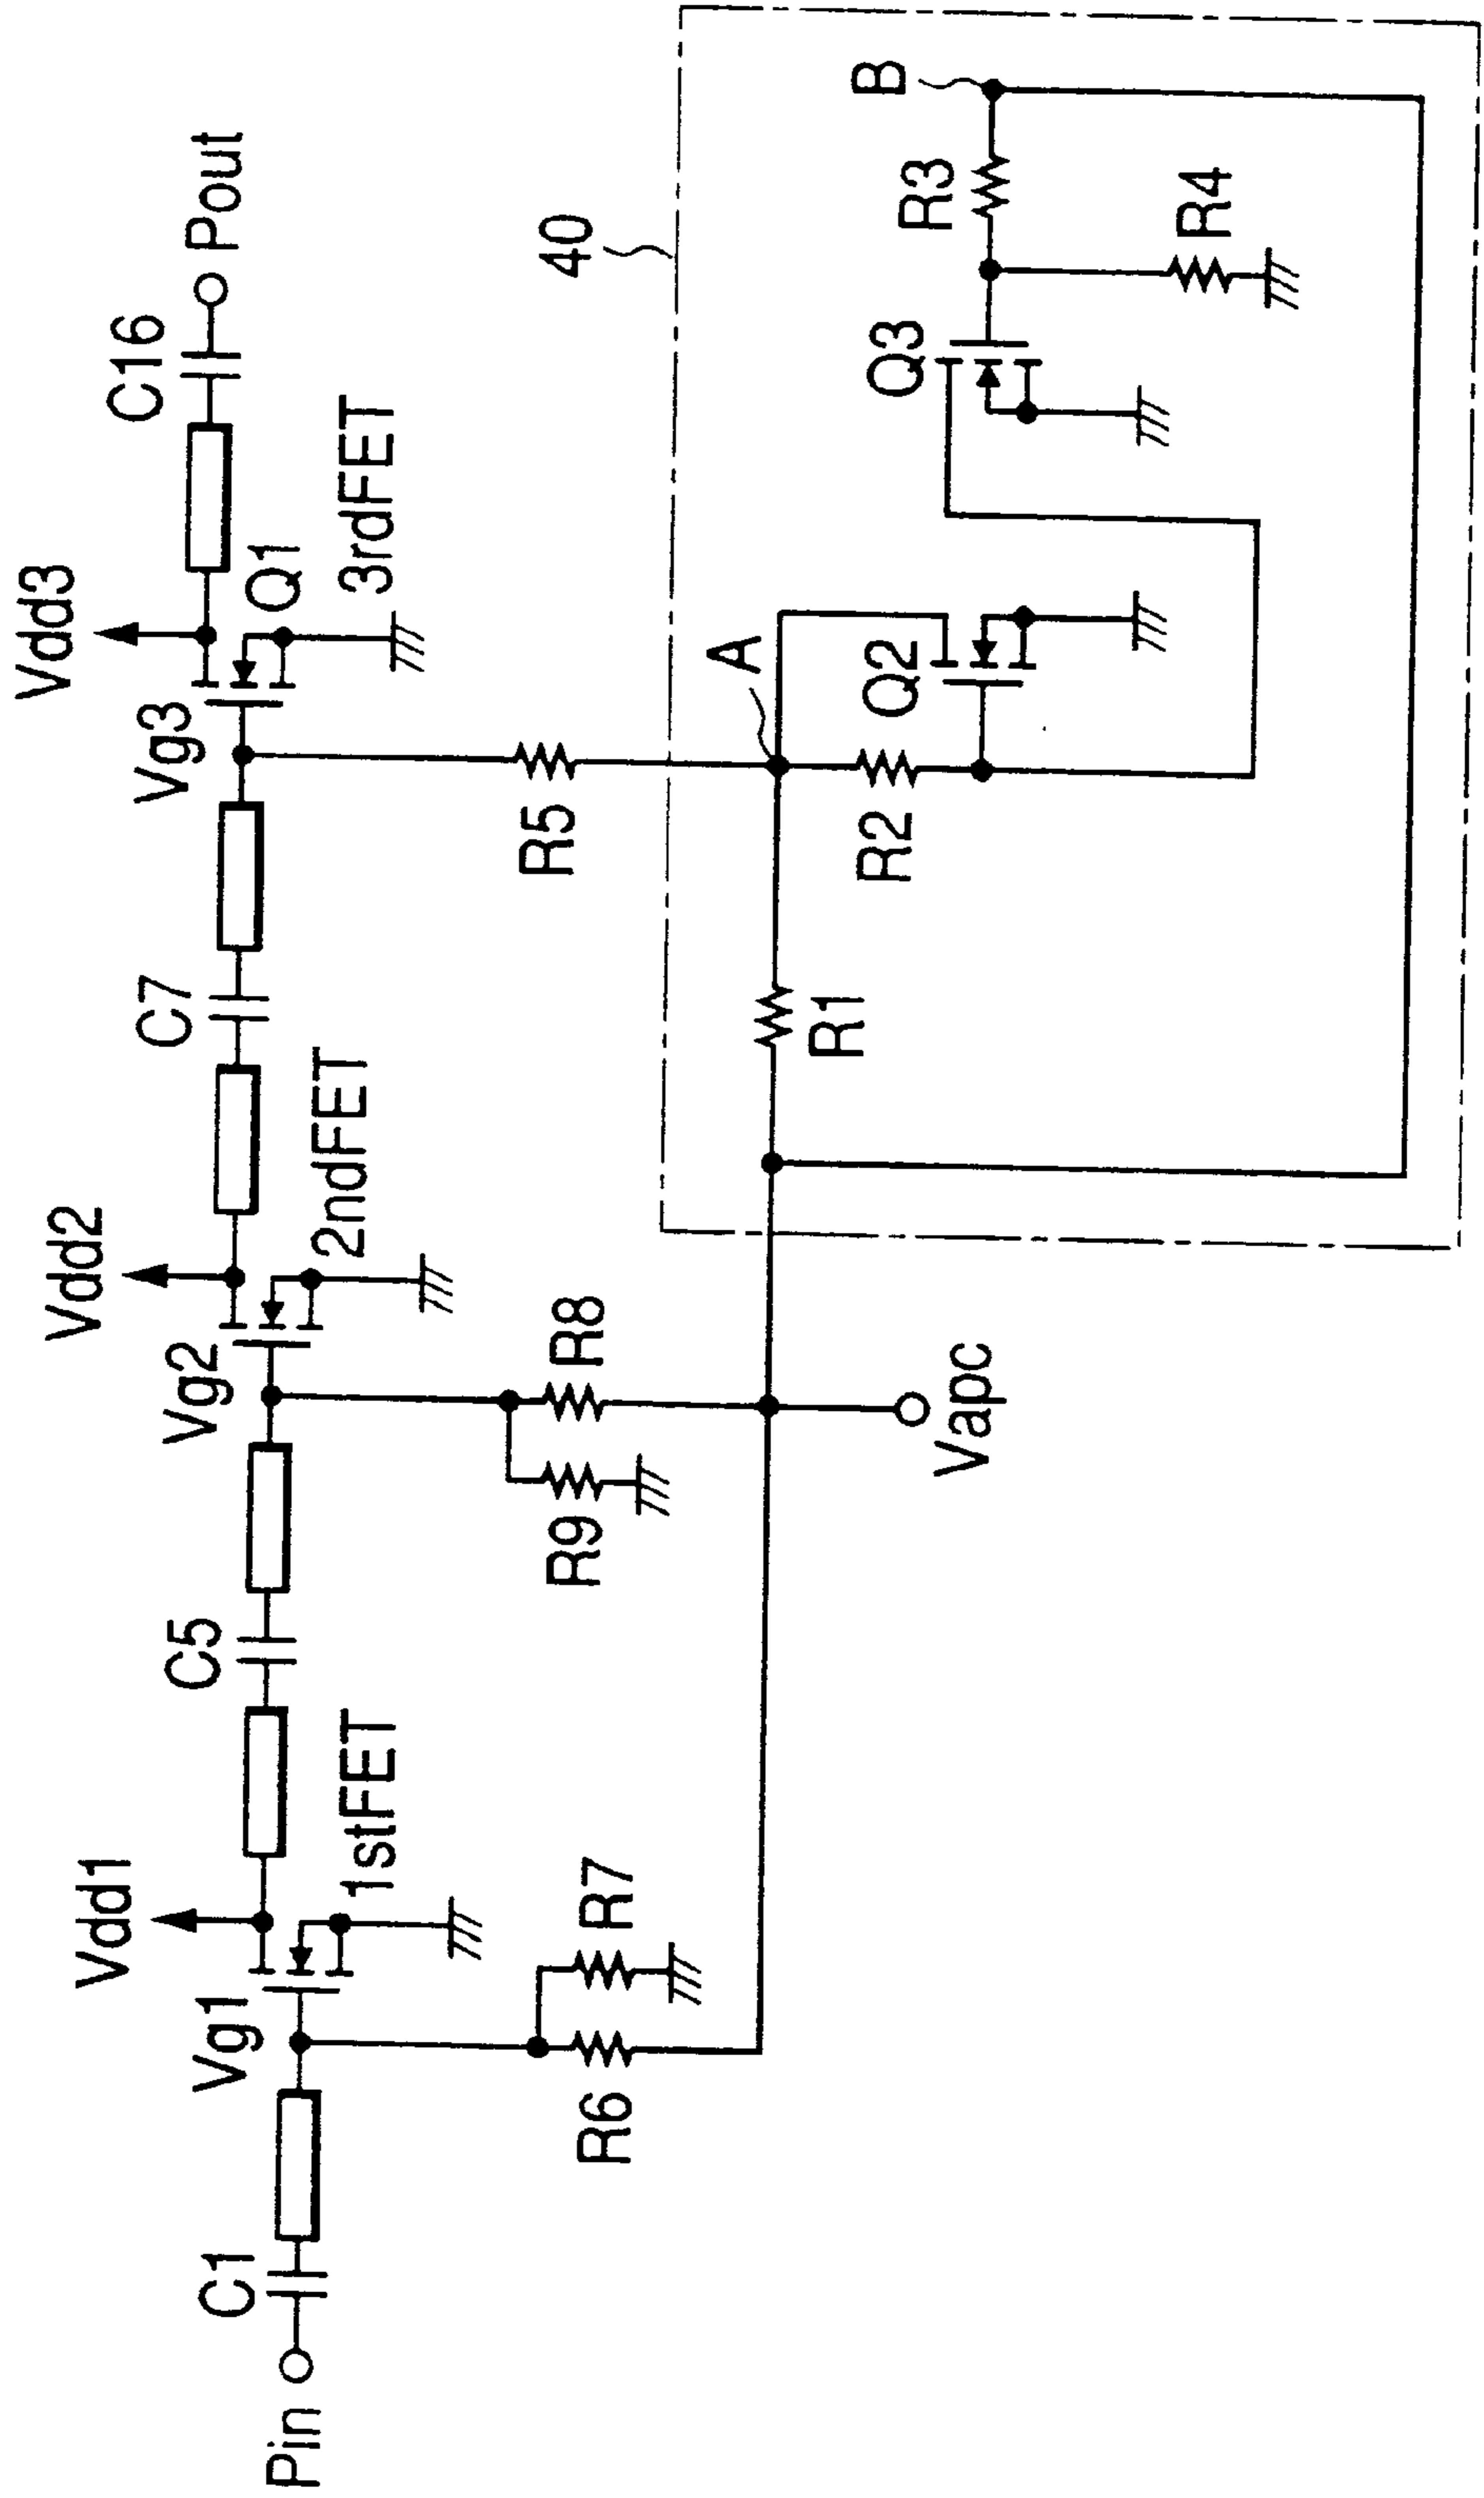 Vdd1
Vdd2
Vdd3
Pin
C1
Vg1
C5
Vg2
C7
Vg3
C16
Pout
1stFET
2ndFET
Q1
3rdFET
R6
R7
R9
R8
R5
40
Vapc
R1
A
R2
Q2
Q3
R3
B
R4